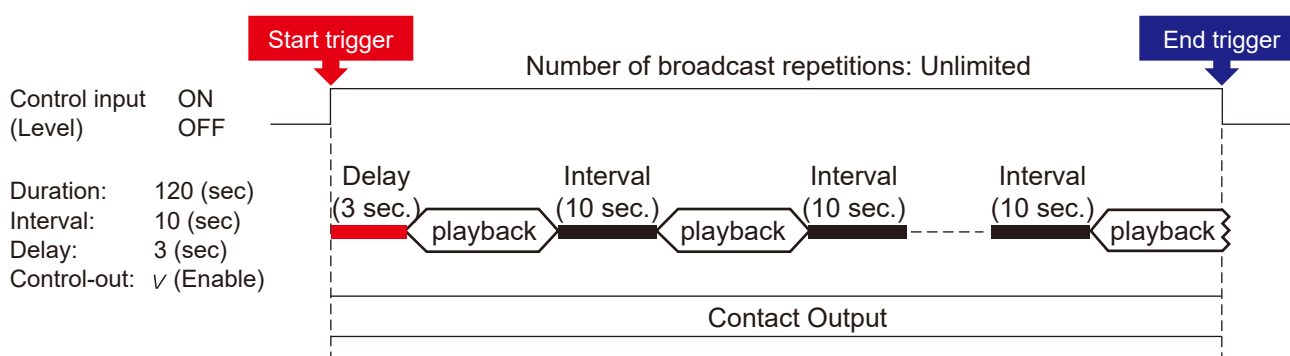 Start trigger
End trigger
Number of broadcast repetitions: Unlimited
Control input ON
(Level) OFF
Duration: 120 (sec)
Interval: 10 (sec)
Delay: 3 (sec)
Control-out: ✓ (Enable)
Delay
(3 sec.)
playback
Interval
(10 sec.)
playback
Interval
(10 sec.)
Interval
(10 sec.)
playback
Contact Output